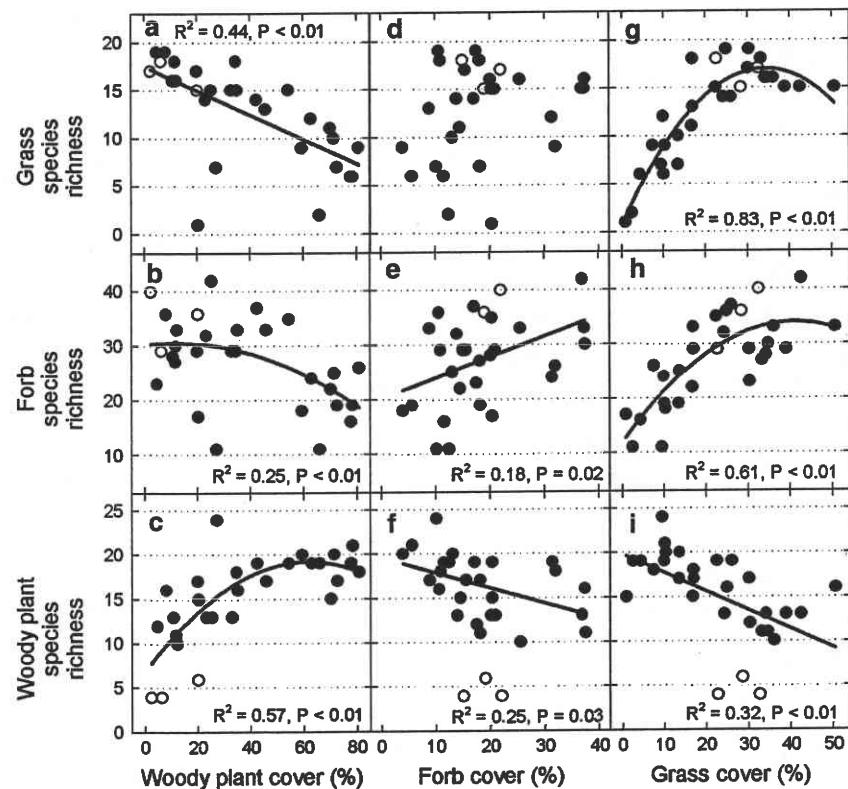 a
R² = 0.44, P < 0.01
d
g
R² = 0.83, P < 0.01
Grass
species
richness
20
15
10
5
0
b
e
h
R² = 0.25, P < 0.01
R² = 0.18, P = 0.02
R² = 0.61, P < 0.01
Forb
species
richness
40
30
20
10
c
f
i
R² = 0.57, P < 0.01
R² = 0.25, P = 0.03
R² = 0.32, P < 0.01
Woody plant
species
richness
25
20
15
10
5
0
0 20 40 60 80
0 10 20 30 40
0 10 20 30 40 50
Woody plant cover (%)
Forb cover (%)
Grass cover (%)